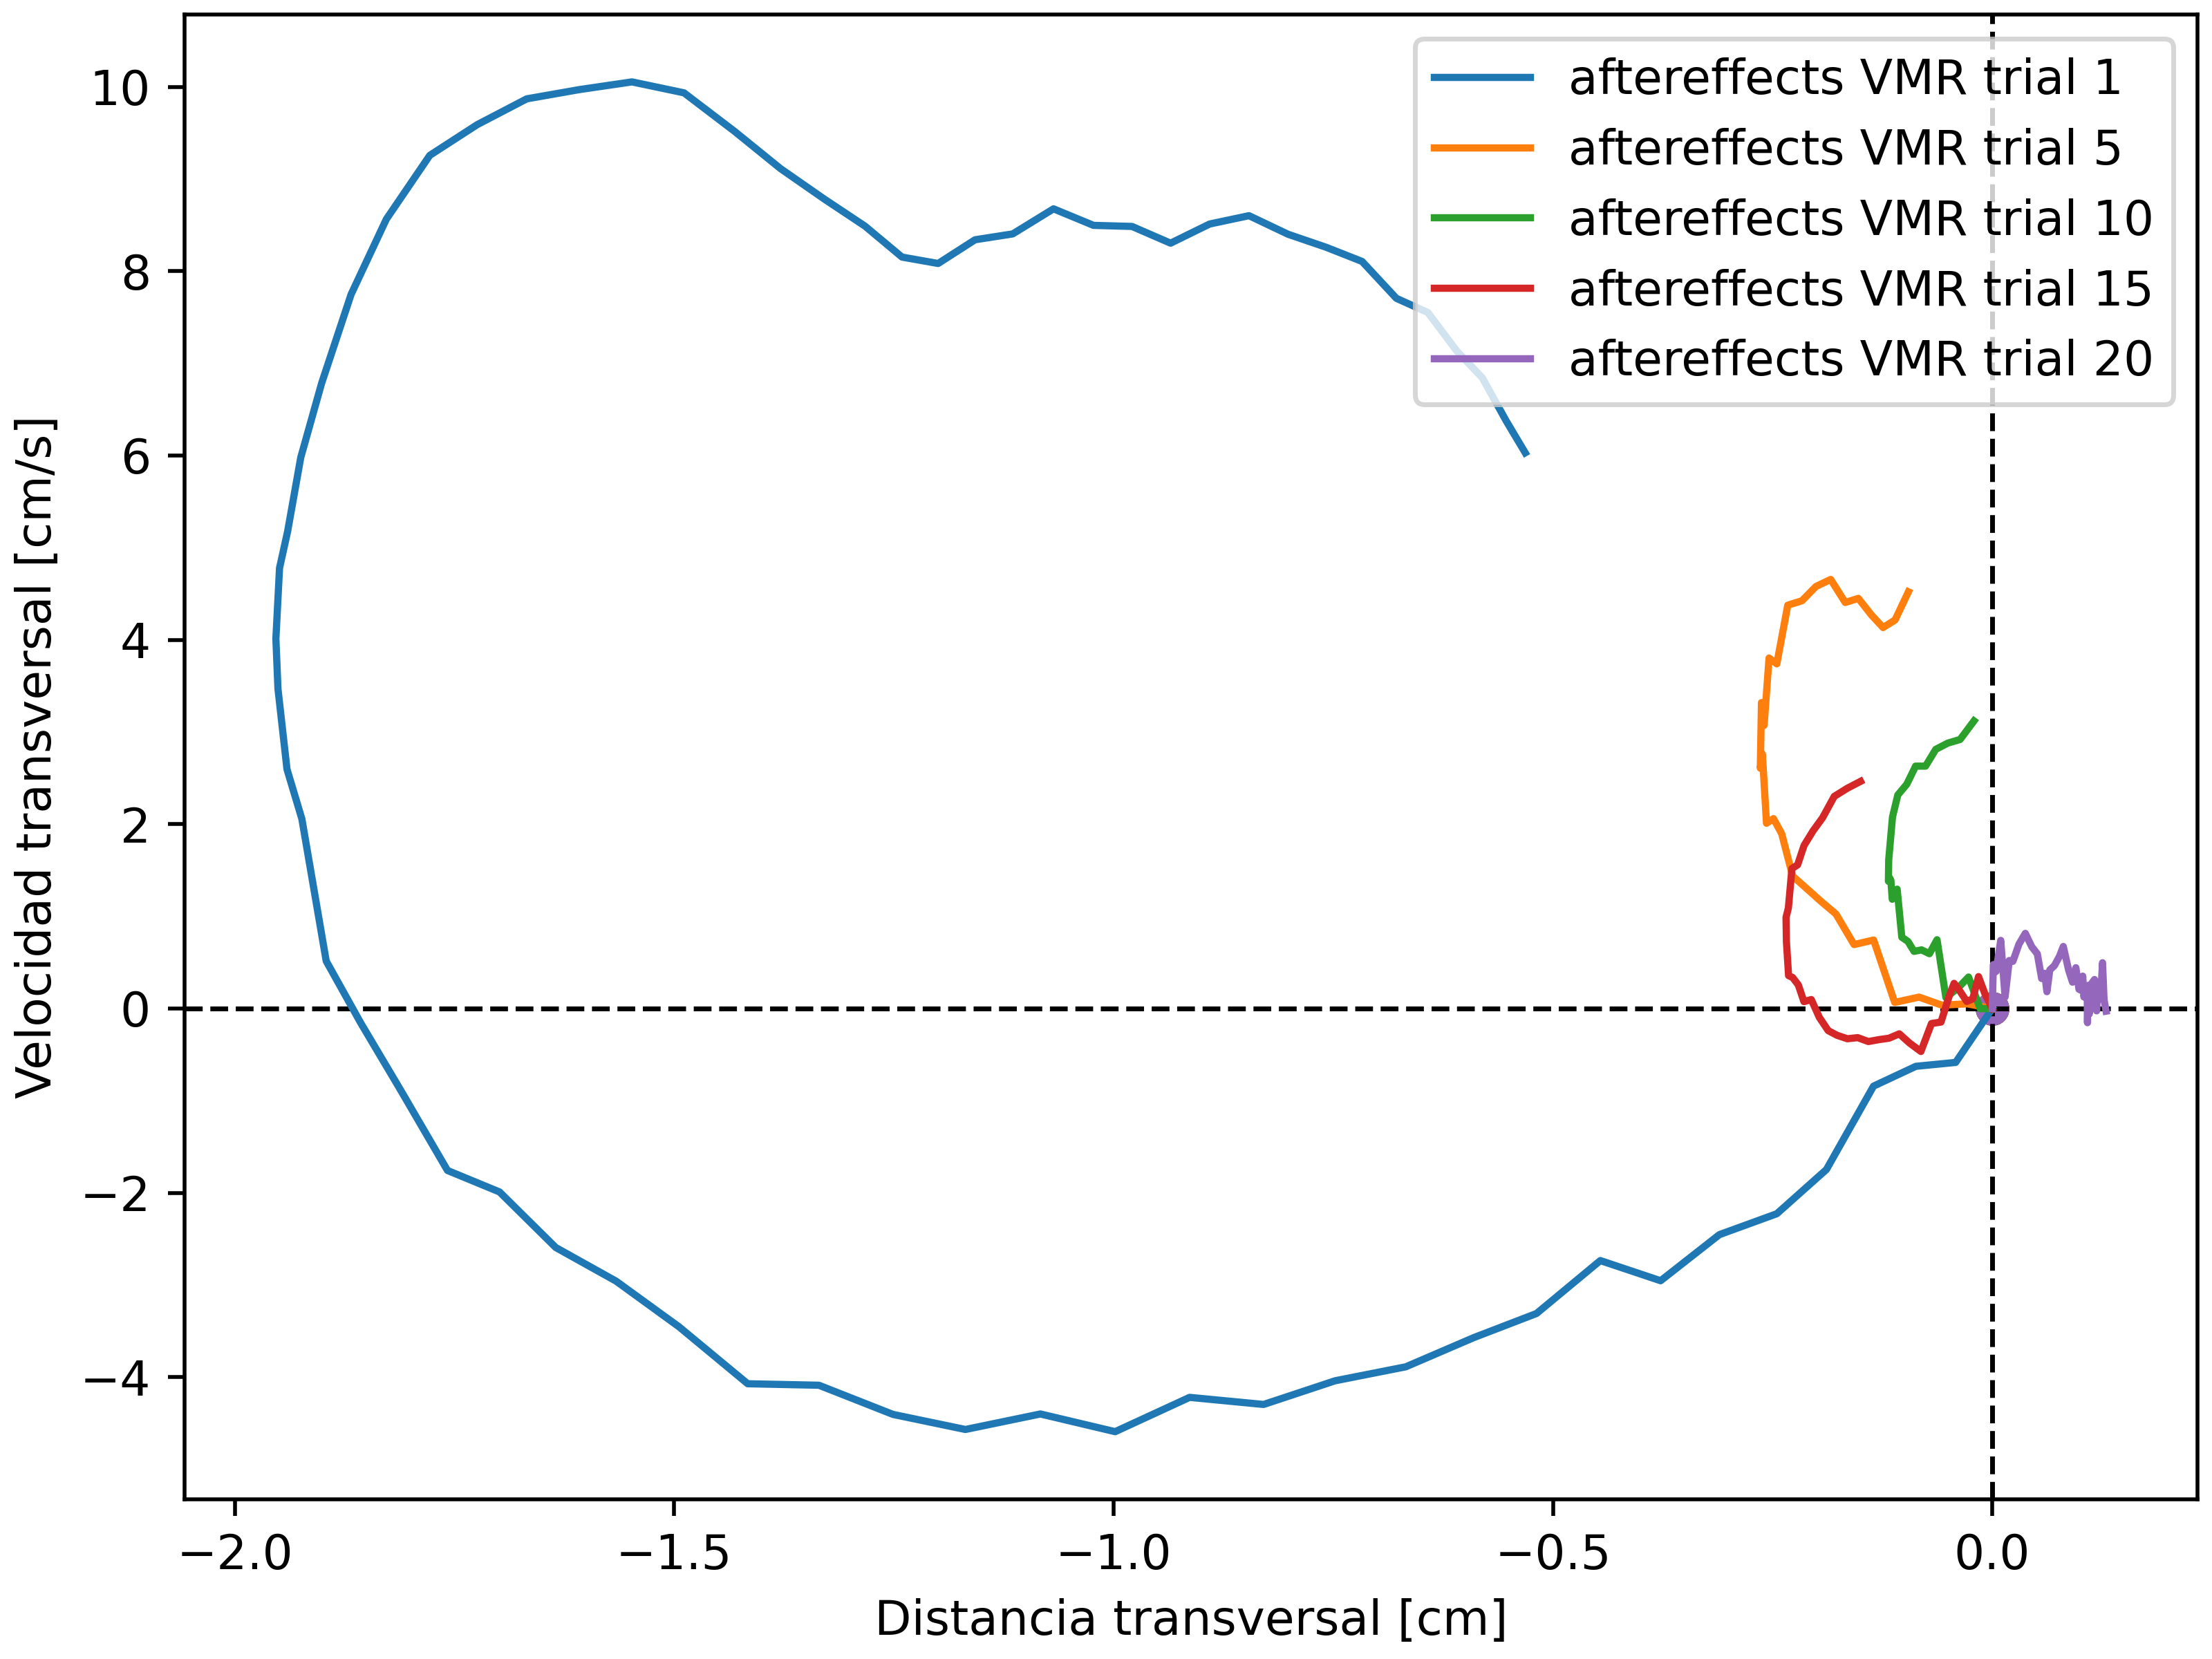 aftereffects VMR trial 1
aftereffects VMR trial 5
aftereffects VMR trial 10
aftereffects VMR trial 15
aftereffects VMR trial 20
Velocidad transversal [cm/s]
10
8
6
4
2
0
−2
−4
−2.0 −1.5 −1.0 −0.5 0.0
Distancia transversal [cm]